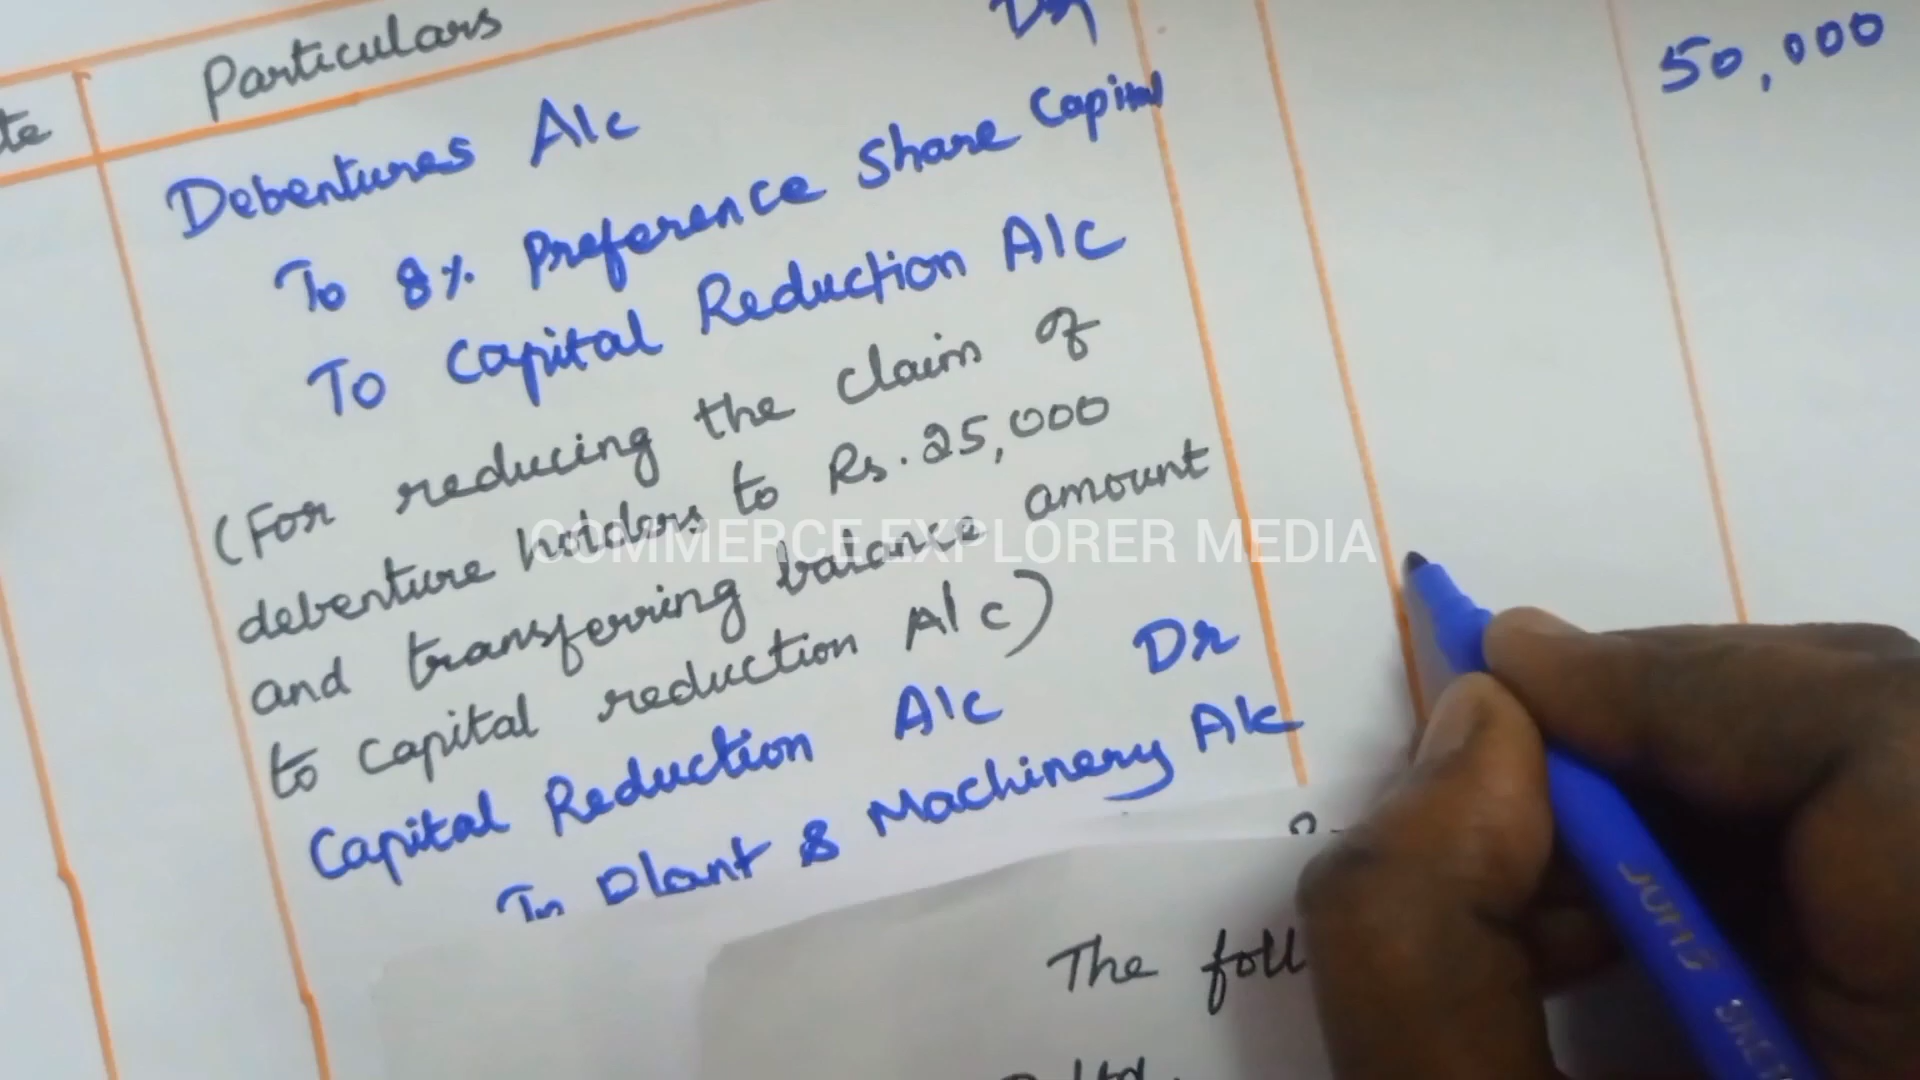 te Particulars
Dr 50,000
Debentures A/c
To 8% Preference Share Capital
To Capital Reduction A/c
(For reducing the claim of
debenture holders to Rs. 25,000
and transferring balance amount
to capital reduction A/c)
COMMERCE EXPLORER MEDIA
Capital Reduction A/c Dr
To Plant & Machinery A/c
The foll
Ltd.